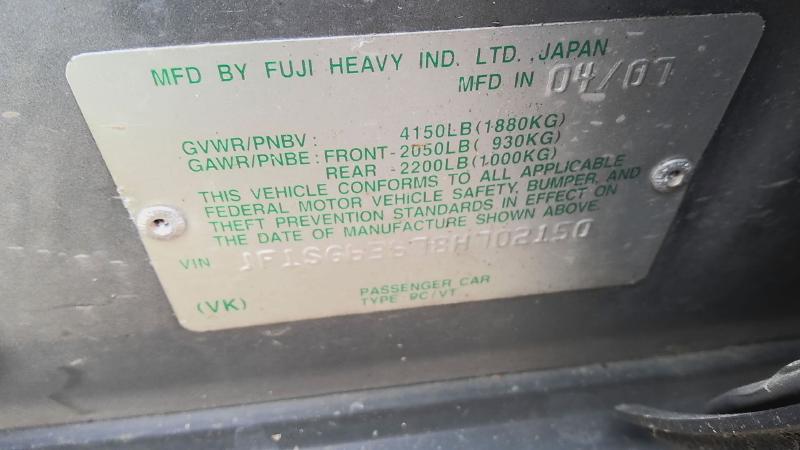 MFD BY FUJI HEAVY IND. LTD., JAPAN
MFD IN 04/07
GVWR/PNBV: 4150LB(1880KG)
GAWR/PNBE: FRONT-2050LB( 930KG)
REAR -2200LB(1000KG)
THIS VEHICLE CONFORMS TO ALL APPLICABLE
FEDERAL MOTOR VEHICLE SAFETY, BUMPER, AND
THEFT PREVENTION STANDARDS IN EFFECT ON
THE DATE OF MANUFACTURE SHOWN ABOVE.
VIN
(VK)
PASSENGER CAR
TYPE